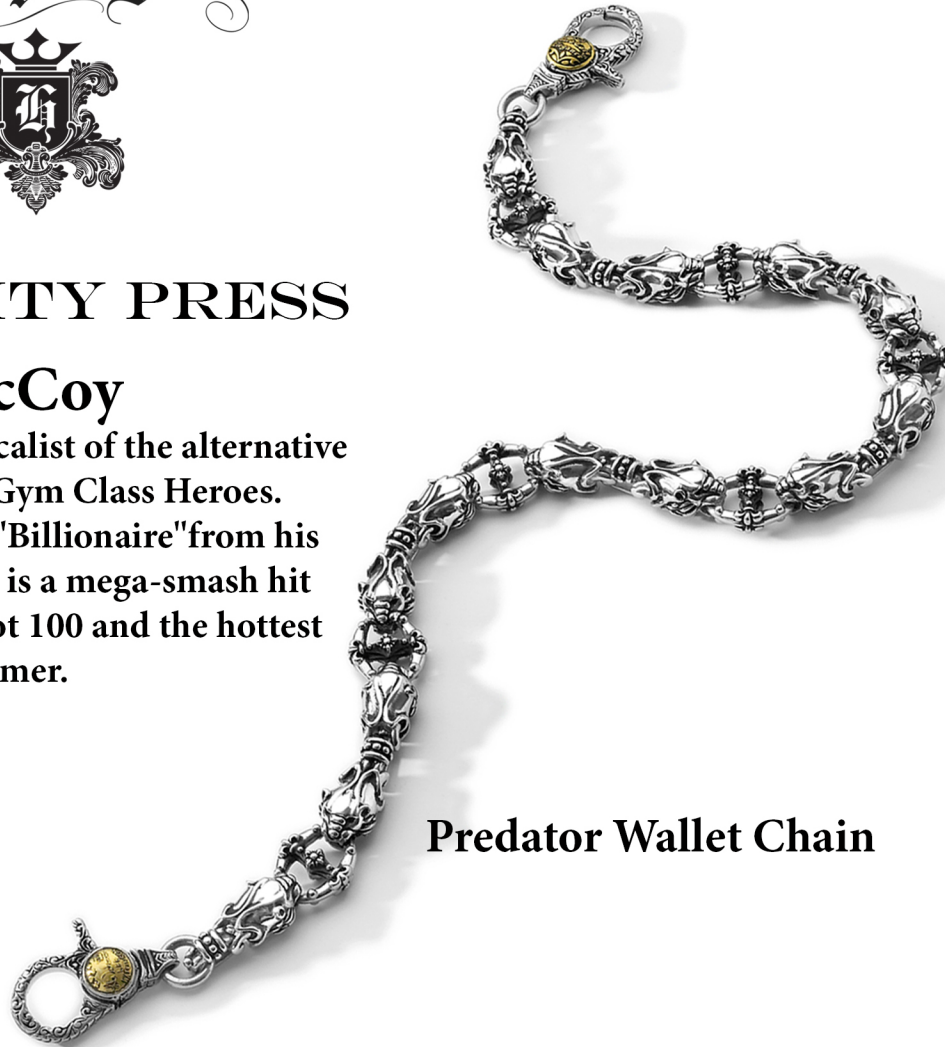 H
ITY PRESS
cCoy
calist of the alternative
Gym Class Heroes.
"Billionaire"from his
is a mega-smash hit
ot 100 and the hottest
mer.
Predator Wallet Chain